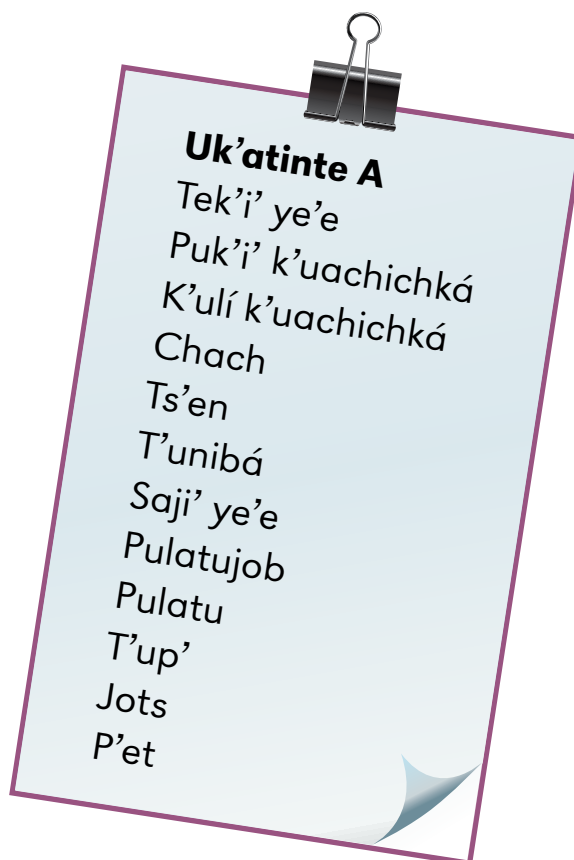 Uk’atinte A
Tek’i’ ye’e
Puk’i’ k’uachichká
K’ulí k’uachichká
Chach
Ts’en
T’unibá
Saji’ ye’e
Pulatujob
Pulatu
T’up’
Jots
P’et